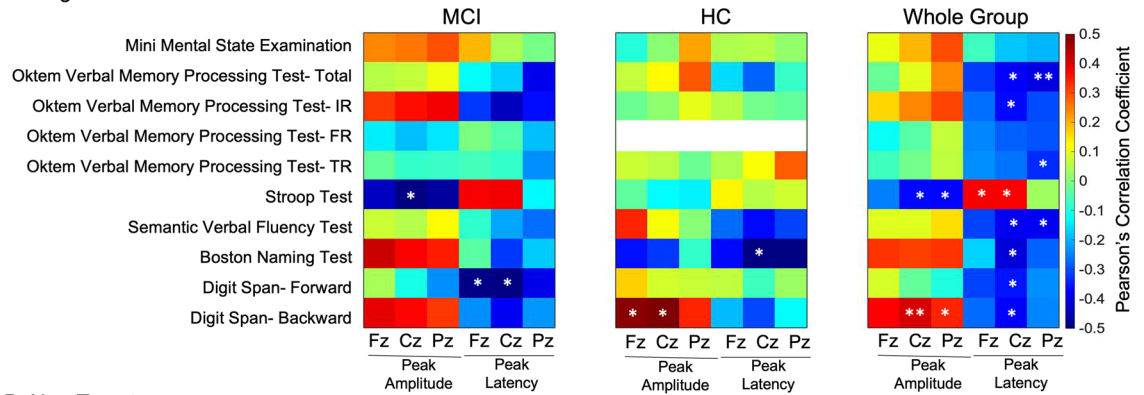 MCI
HC
Whole Group
Mini Mental State Examination
Oktem Verbal Memory Processing Test- Total
Oktem Verbal Memory Processing Test- IR
Oktem Verbal Memory Processing Test- FR
Oktem Verbal Memory Processing Test- TR
Stroop Test
Semantic Verbal Fluency Test
Boston Naming Test
Digit Span- Forward
Digit Span- Backward
* **
*
*
* * * * *
* *
* *
* * *
* * ** * *
0.5
0.4
0.3
0.2
0.1
0
-0.1
-0.2
-0.3
-0.4
-0.5
Pearson's Correlation Coefficient
Fz Cz Pz Fz Cz Pz
Peak Amplitude
Peak Latency
Fz Cz Pz Fz Cz Pz
Peak Amplitude
Peak Latency
Fz Cz Pz Fz Cz Pz
Peak Amplitude
Peak Latency